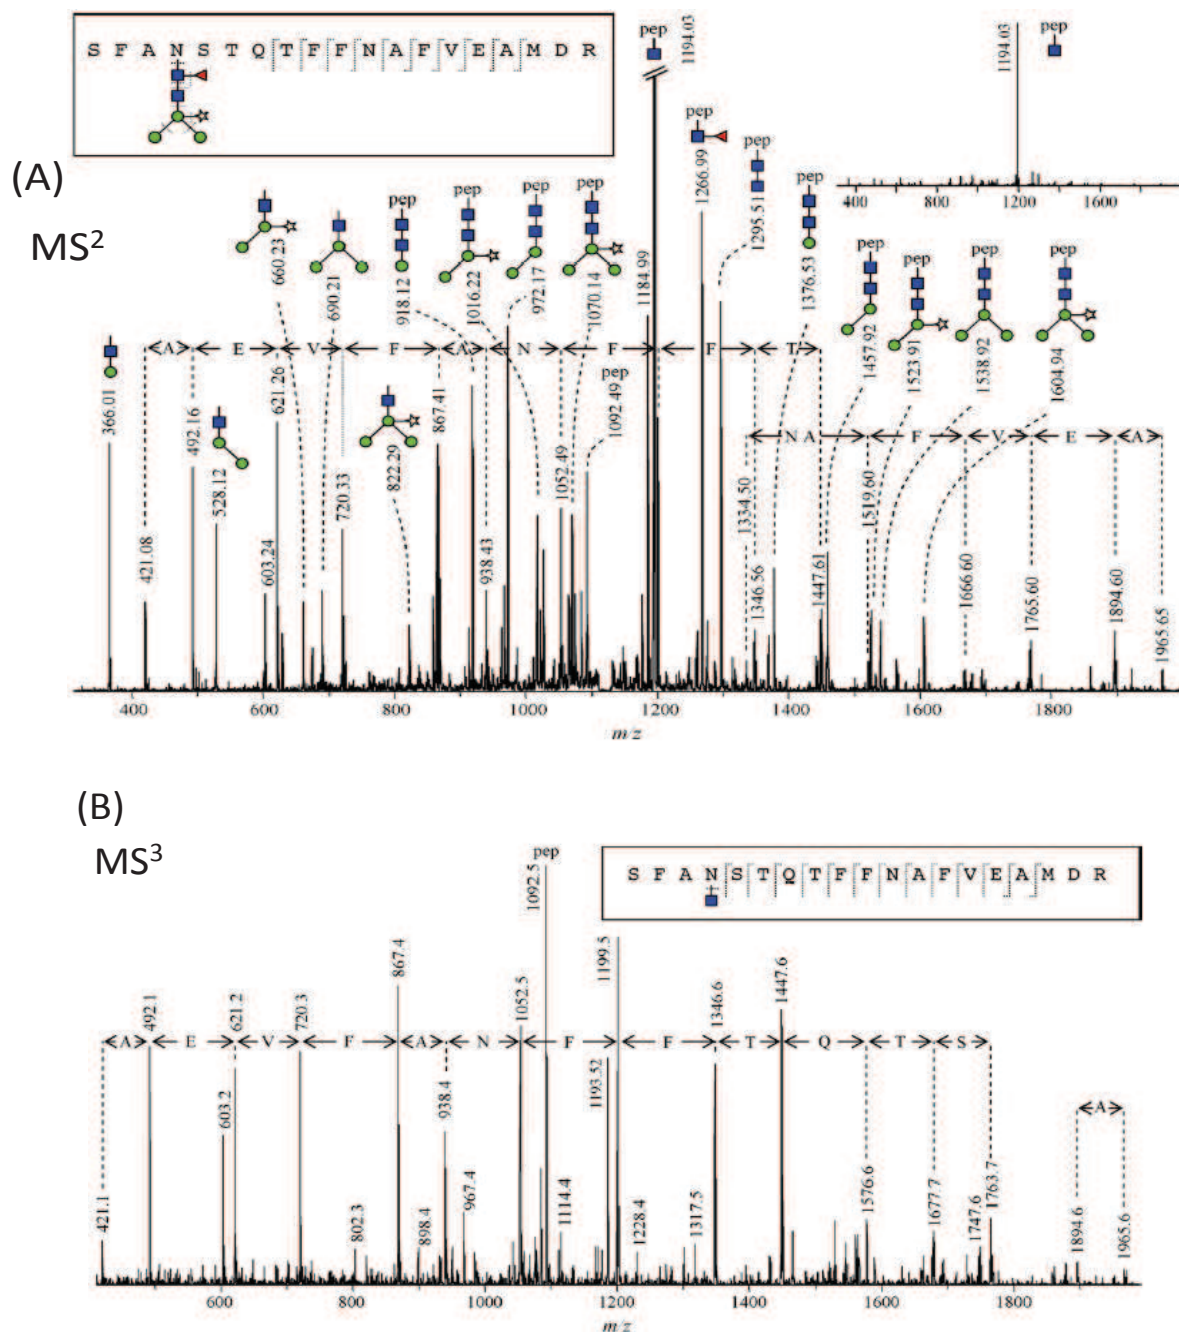 (A)
MS²
S F A N S T Q T F F N A F V E A M D R
pep
1194.03
1194.03
pep
400 800 1200 1600
pep
1266.99
pep
1295.51
pep
1376.53
pep
1457.92
pep
1523.91
pep
1538.92
pep
1604.94
660.23
690.21
pep
918.12
pep
1016.22
pep
972.17
pep
1070.14
1184.99
pep
1092.49
A E V F A N F F T
NA F V E A
366.01
421.08
492.16
528.12
603.24
621.26
720.33
822.29
867.41
938.43
1052.49
1334.50
1346.56
1447.61
1519.60
1666.60
1765.60
1894.60
1965.65
400 600 800 1000 1200 1400 1600 1800
m/z
(B)
MS³
S F A N S T Q T F F N A F V E A M D R
pep
1092.5
A E V F A N F F T Q T S
A
421.1
492.1
603.2
621.2
720.3
802.3
867.4
898.4
938.4
967.4
1052.5
1114.4
1193.52
1199.5
1228.4
1317.5
1346.6
1447.6
1576.6
1677.7
1747.6
1763.7
1894.6
1965.6
600 800 1000 1200 1400 1600 1800
m/z